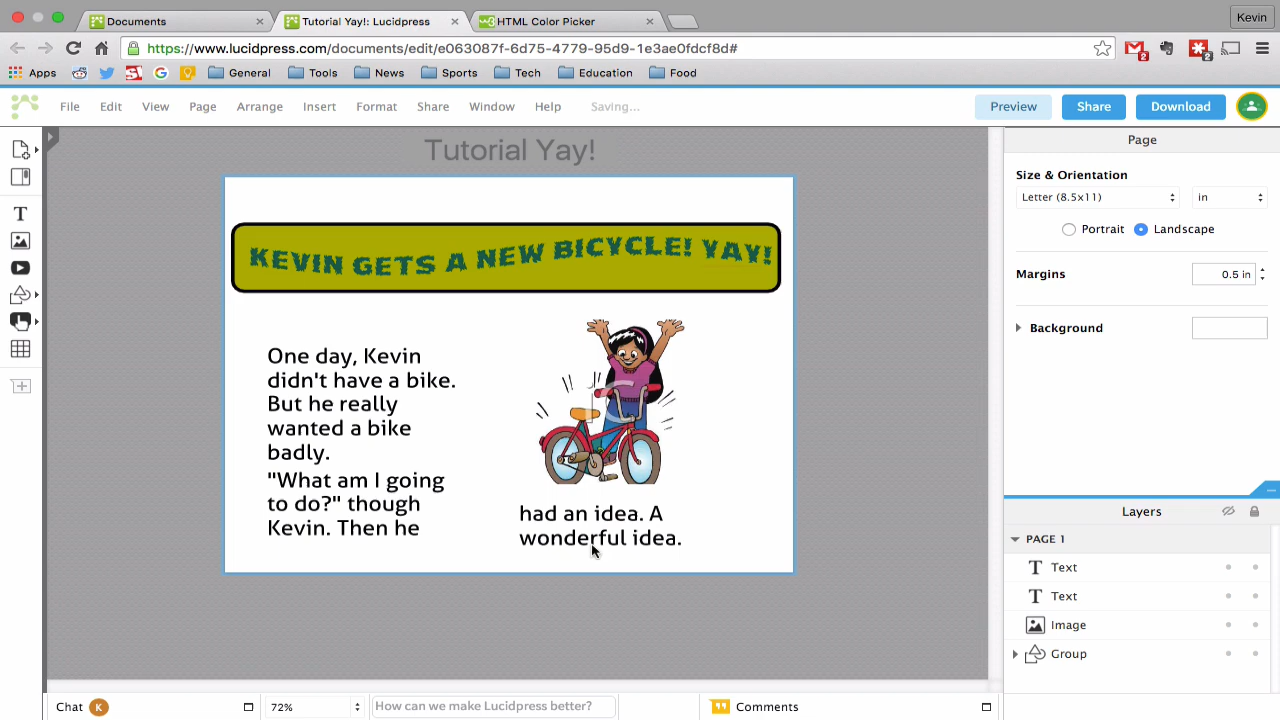 Documents
Tutorial Yay!: Lucidpress
HTML Color Picker
Kevin
https://www.lucidpress.com/documents/edit/e063087f-6d75-4779-95d9-1e3ae0fdcf8d#
2
2
Apps
General
Tools
News
Sports
Tech
Education
Food
File
Edit
View
Page
Arrange
Insert
Format
Share
Window
Help
Saving...
Preview
Share
Download
Tutorial Yay!
KEVIN GETS A NEW BICYCLE! YAY!
One day, Kevin
didn't have a bike.
But he really
wanted a bike
badly.
"What am I going
to do?" though
Kevin. Then he
had an idea. A
wonderful idea.
Page
Size & Orientation
Letter (8.5x11)
in
Portrait
Landscape
Margins
0.5 in
Background
Layers
PAGE 1
Text
Text
Image
Group
Chat
K
72%
How can we make Lucidpress better?
Comments